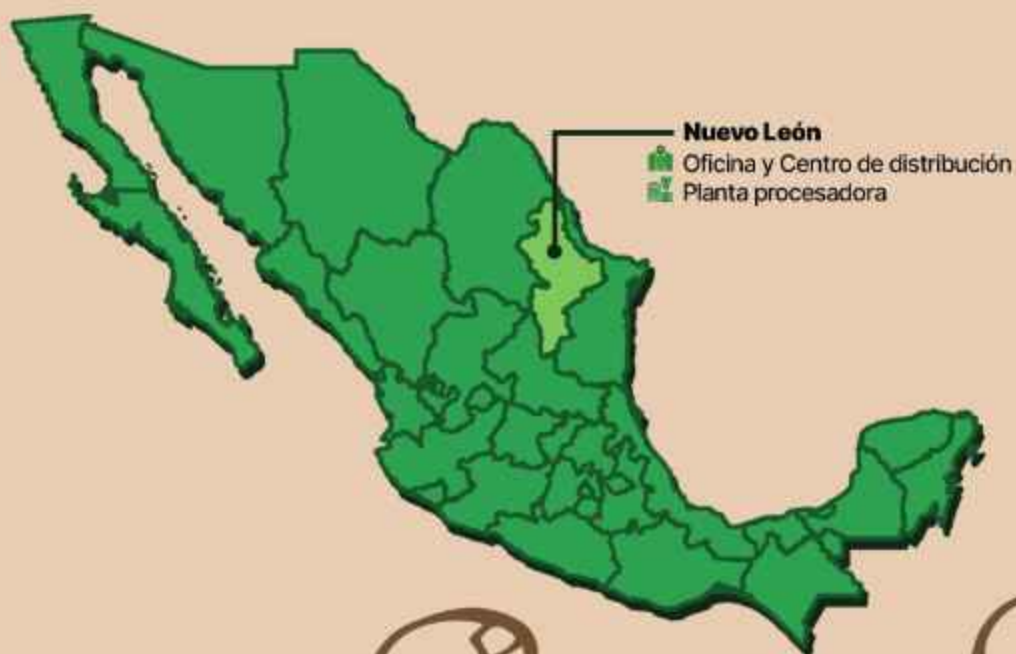 Nuevo León
Oficina y Centro de distribución
Planta procesadora